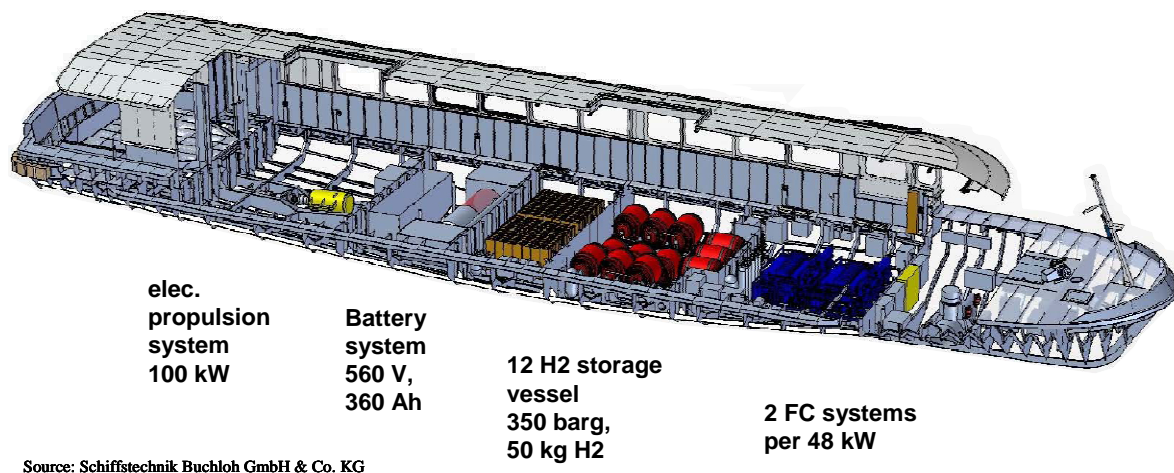 elec.
propulsion
system
100 kW
Battery
system
560 V,
360 Ah
12 H2 storage
vessel
350 barg,
50 kg H2
2 FC systems
per 48 kW
Source: Schiffstechnik Buchloh GmbH & Co. KG